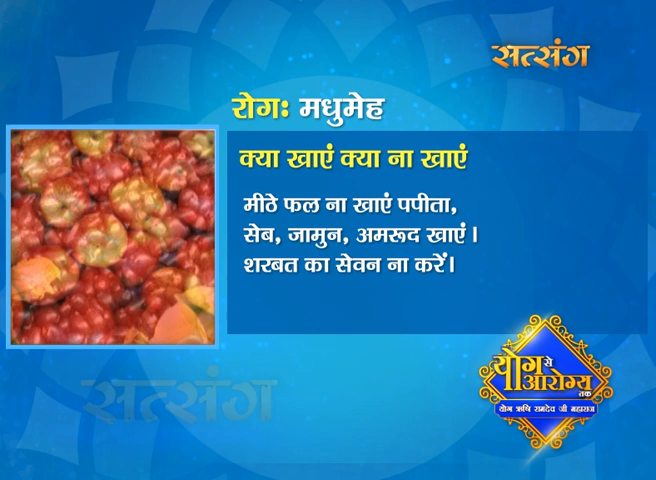 सत्संग
रोगः मधुमेह
क्या खाएं क्या ना खाएं
मीठे फल ना खाएं पपीता,
सेब, जामुन, अमरूद खाएं।
शरबत का सेवन ना करें।
योग से
आरोग्य
तक
योग ऋषि रामदेव जी महाराज
सत्संग